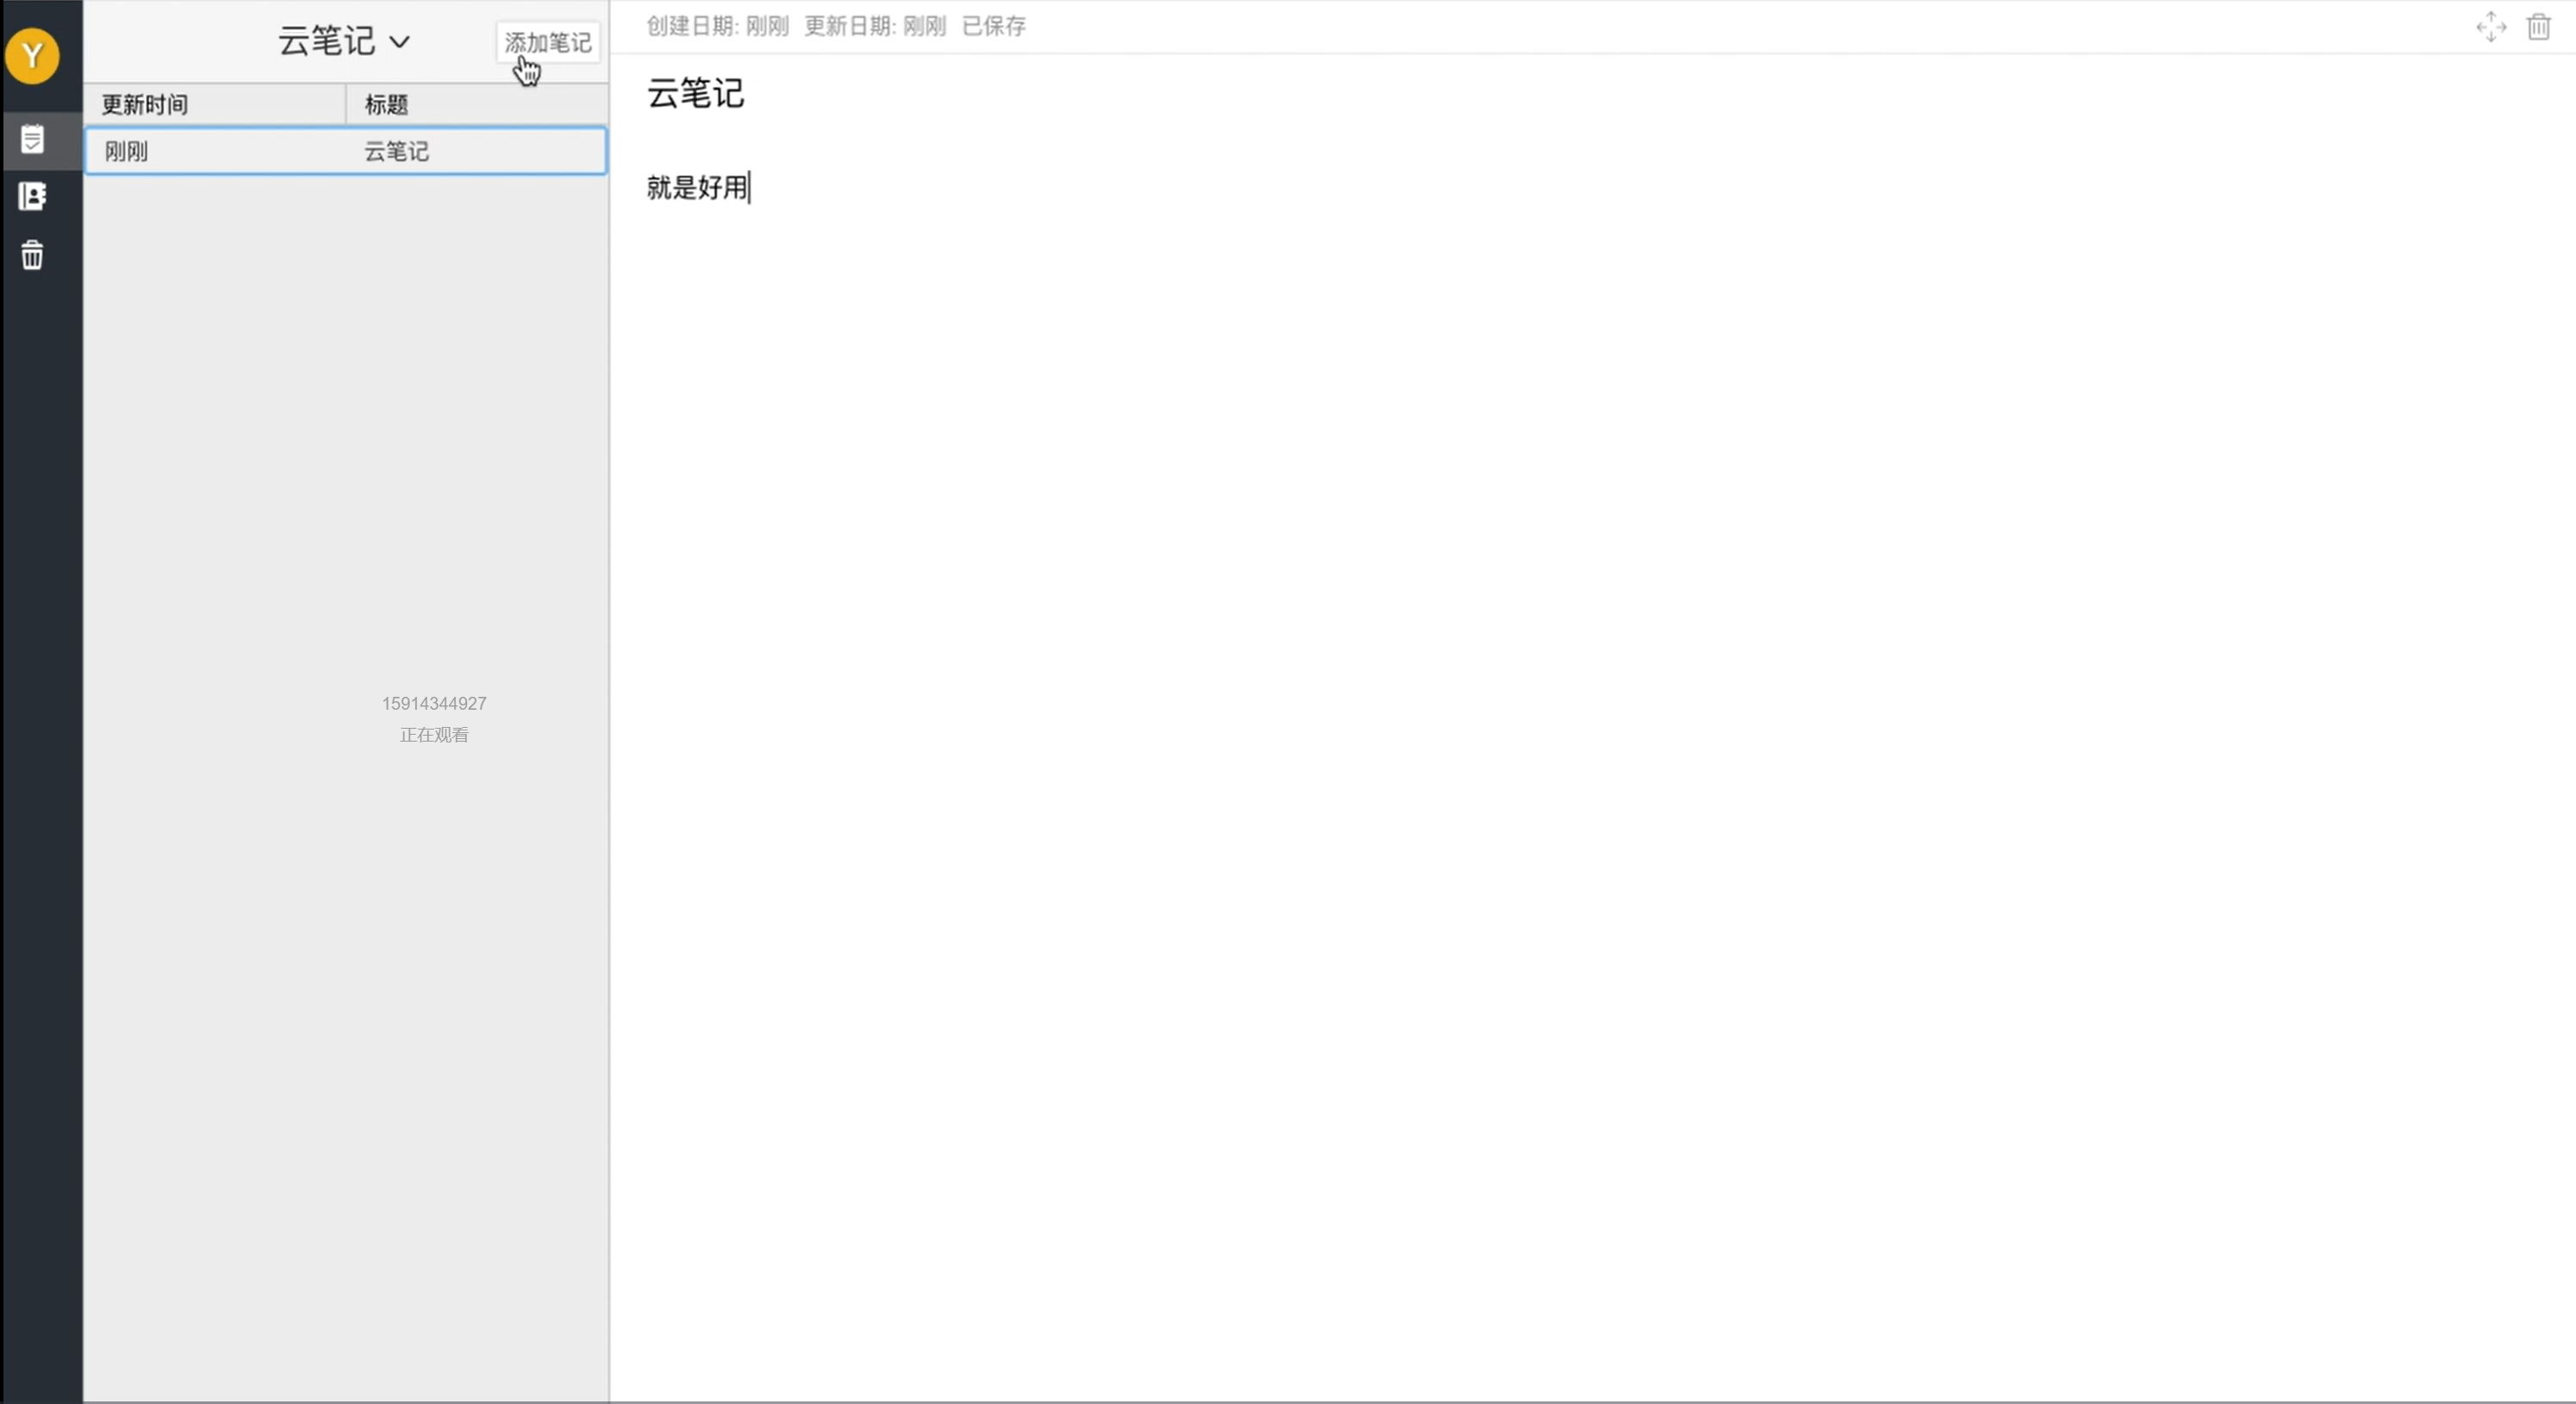 Y
云笔记
添加笔记
更新时间 标题
刚刚 云笔记
15914344927
正在观看
创建日期: 刚刚 更新日期: 刚刚 已保存
云笔记
就是好用